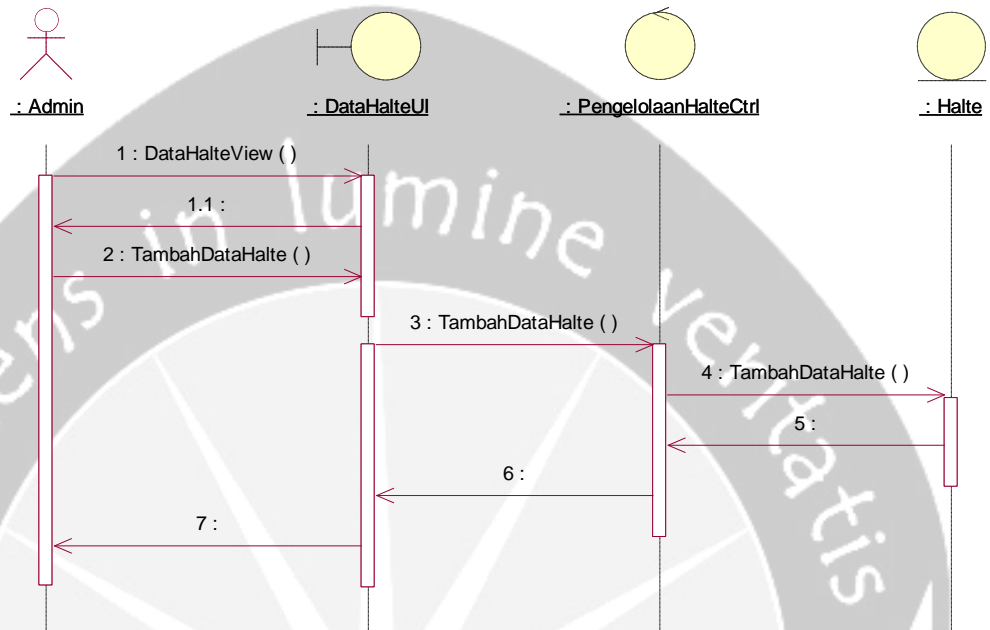 : Admin
: DataHalteUI
: PengelolaanHalteCtrl
: Halte
1 : DataHalteView ( )
1.1 :
2 : TambahDataHalte ( )
3 : TambahDataHalte ( )
4 : TambahDataHalte ( )
5 :
6 :
7 :
ens in lumine veritatis